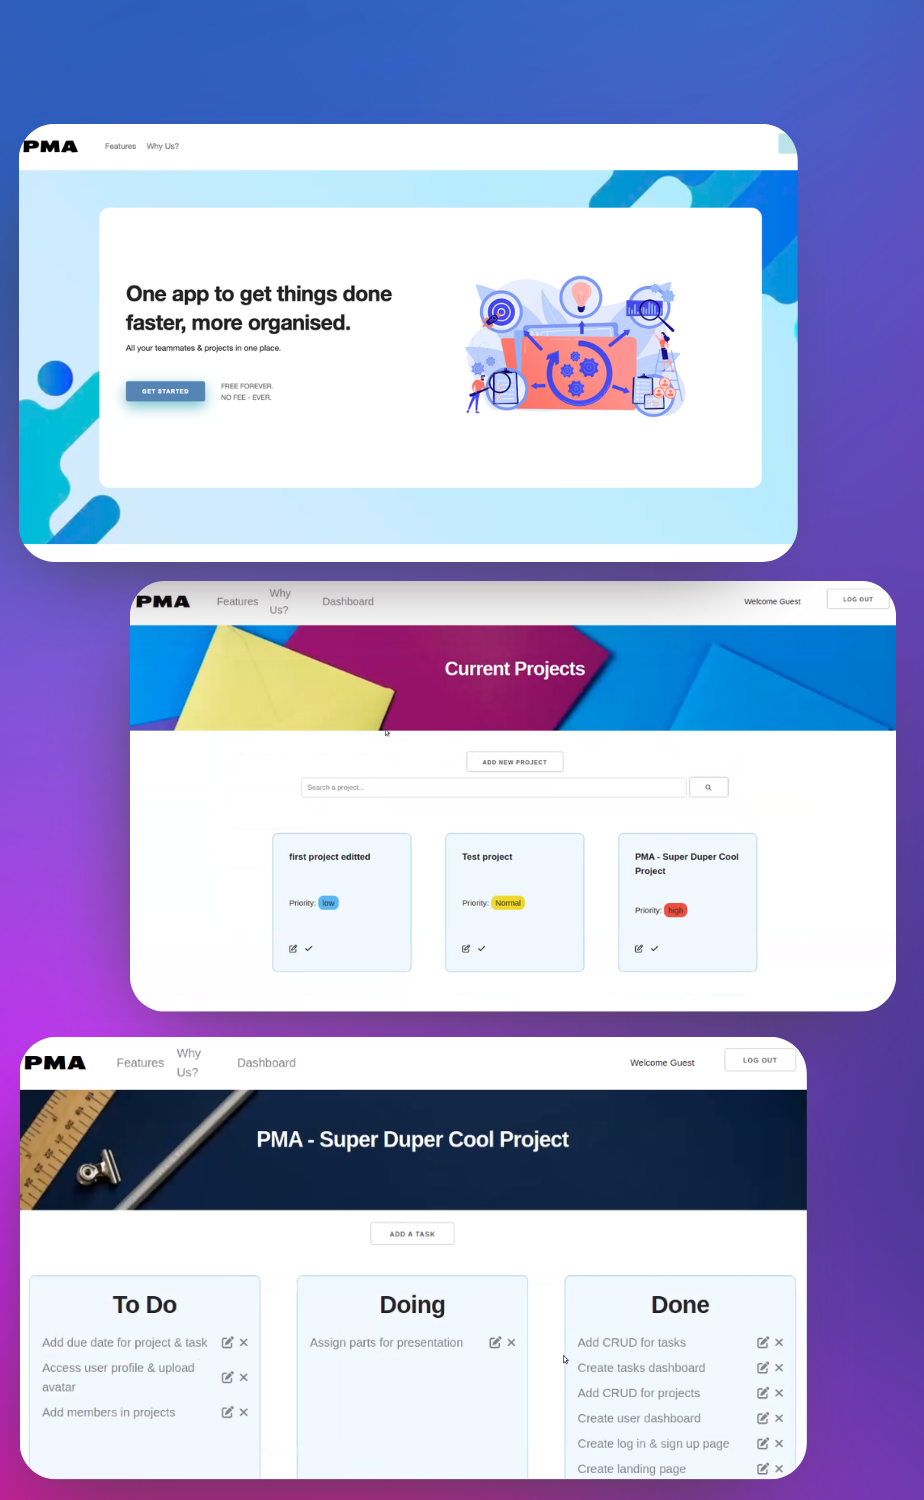 PMA Features Why Us?
One app to get things done
faster, more organised.
All your teammates & projects in one place.
GET STARTED
FREE FOREVER.
NO FEE - EVER.
PMA Features Why
Us? Dashboard Welcome Guest LOG OUT
Current Projects
ADD NEW PROJECT
Search a project...
first project editted
Priority: low
Test project
Priority: Normal
PMA - Super Duper Cool
Project
Priority: high
PMA Features Why
Us? Dashboard Welcome Guest LOG OUT
PMA - Super Duper Cool Project
ADD A TASK
To Do
Add due date for project & task
Access user profile & upload
avatar
Add members in projects
Doing
Assign parts for presentation
Done
Add CRUD for tasks
Create tasks dashboard
Add CRUD for projects
Create user dashboard
Create log in & sign up page
Create landing page